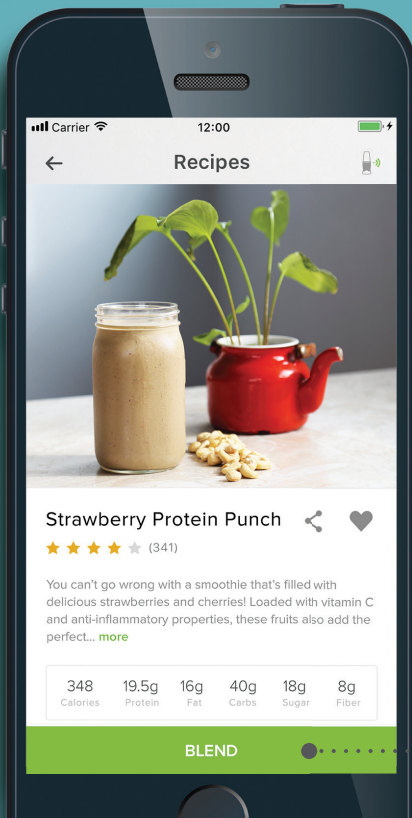 Carrier
12:00
Recipes
Strawberry Protein Punch
(341)
You can't go wrong with a smoothie that's filled with
delicious strawberries and cherries! Loaded with vitamin C
and anti-inflammatory properties, these fruits also add the
perfect... more
348 19.5g 16g 40g 18g 8g
Calories Protein Fat Carbs Sugar Fiber
BLEND